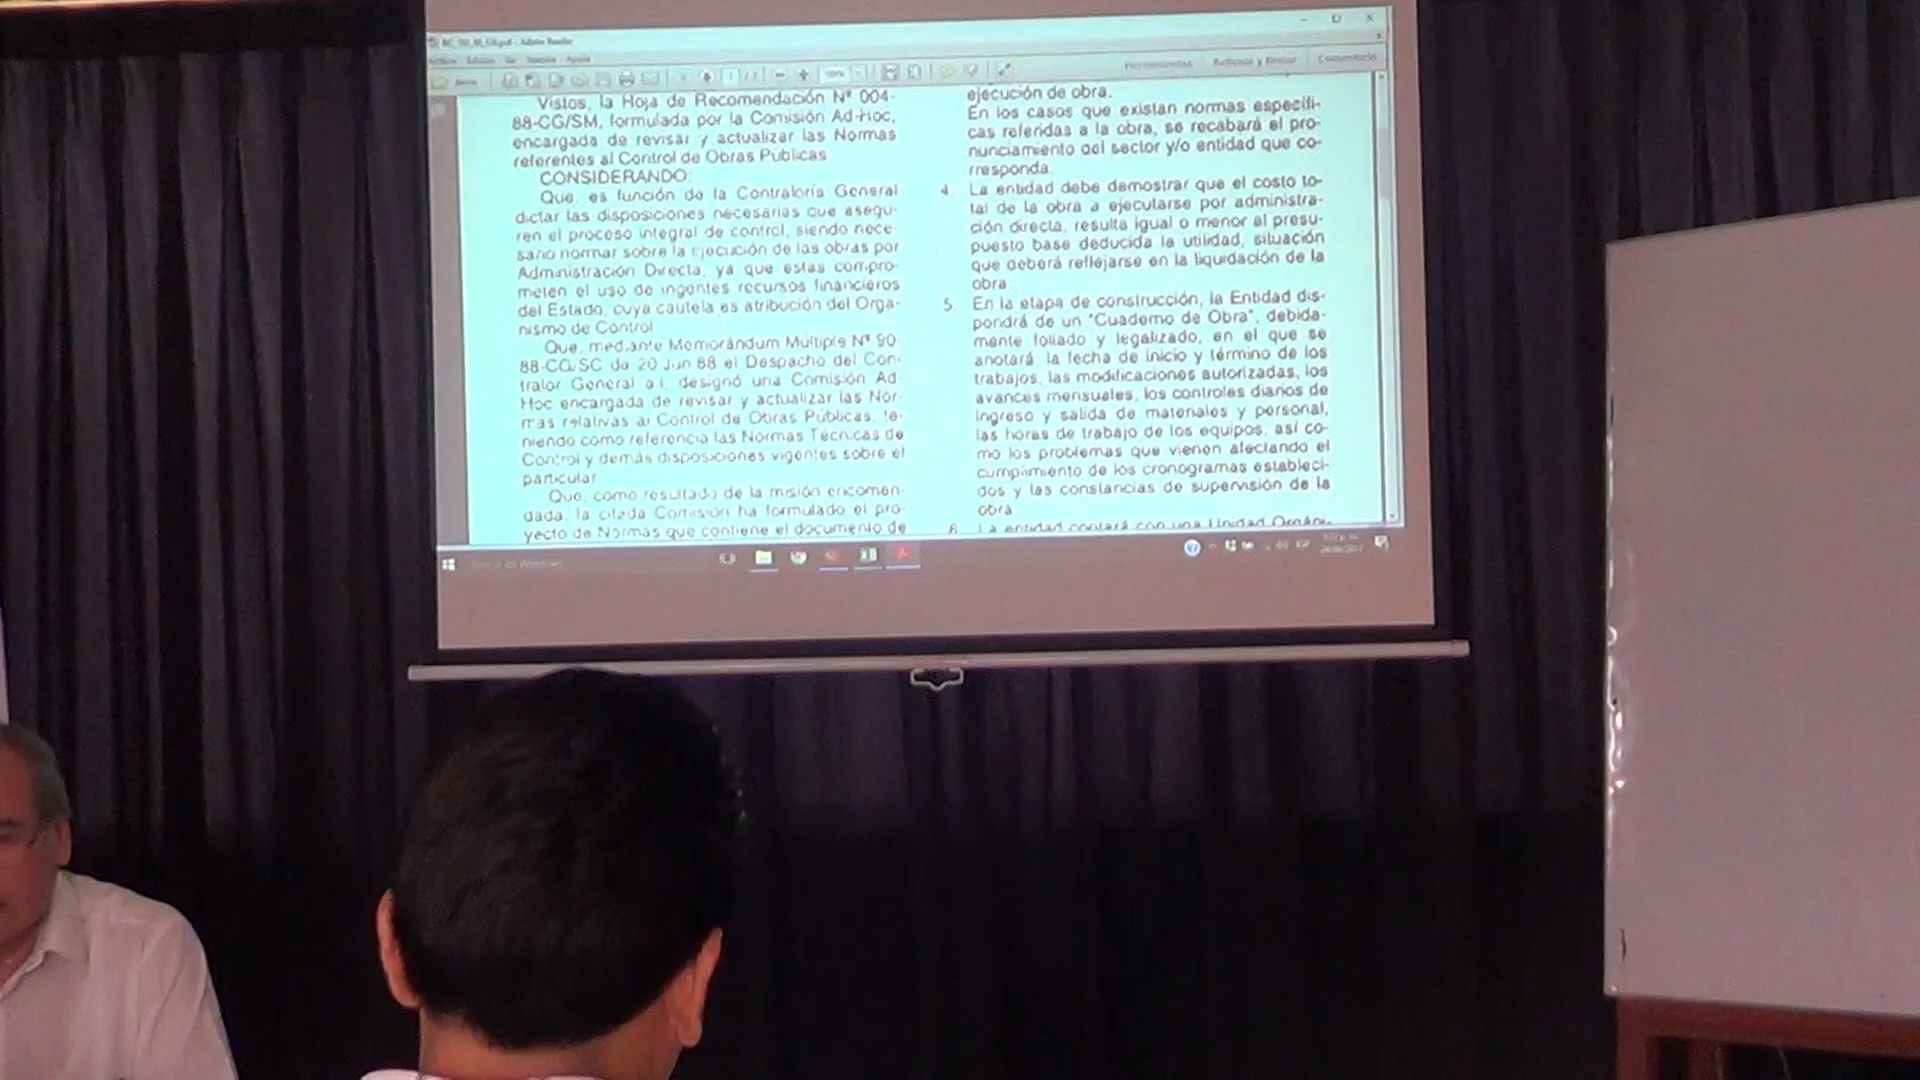 Adobe Reader
Herramientas
Comentario
Vistos, la Hoja de Recomendación Nº 004-
88-CG/SM, formulada por la Comisión Ad-Hoc,
encargada de revisar y actualizar las Normas
referentes al Control de Obras Públicas
CONSIDERANDO:
Que, es función de la Contraloría General
dictar las disposiciones necesarias que asegu-
ren el proceso integral de control, siendo nece-
sario normar sobre la ejecución de las obras por
Administración Directa, ya que estas compro-
meten el uso de ingentes recursos financieros
del Estado, cuya cautela es atribución del Orga-
nismo de Control
Que, mediante Memorándum Múltiple Nº 90-
88-CG/SC de 20 Jun 88 el Despacho del Con-
tralor General a.i. designó una Comisión Ad-
Hoc encargada de revisar y actualizar las Nor-
mas relativas al Control de Obras Públicas, te-
niendo como referencia las Normas Técnicas de
Control y demás disposiciones vigentes sobre el
particular
Que, como resultado de la misión encomen-
dada, la citada Comisión ha formulado el pro-
yecto de Normas que contiene el documento de
ejecución de obra.
En los casos que existan normas específi-
cas referidas a la obra, se recabará el pro-
nunciamiento del sector y/o entidad que co-
rresponda.
4. La entidad debe demostrar que el costo to-
tal de la obra a ejecutarse por administra-
ción directa, resulta igual o menor al presu-
puesto base deducida la utilidad, situación
que deberá reflejarse en la liquidación de la
obra
5. En la etapa de construcción, la Entidad dis-
pondrá de un "Cuaderno de Obra", debida-
mente foliado y legalizado, en el que se
anotará: la fecha de inicio y término de los
trabajos, las modificaciones autorizadas, los
avances mensuales, los controles diarios de
ingreso y salida de materiales y personal,
las horas de trabajo de los equipos, así co-
mo los problemas que vienen afectando el
cumplimiento de los cronogramas estableci-
dos y las constancias de supervisión de la
obra
6. La entidad contará con una Unidad Orgáni-